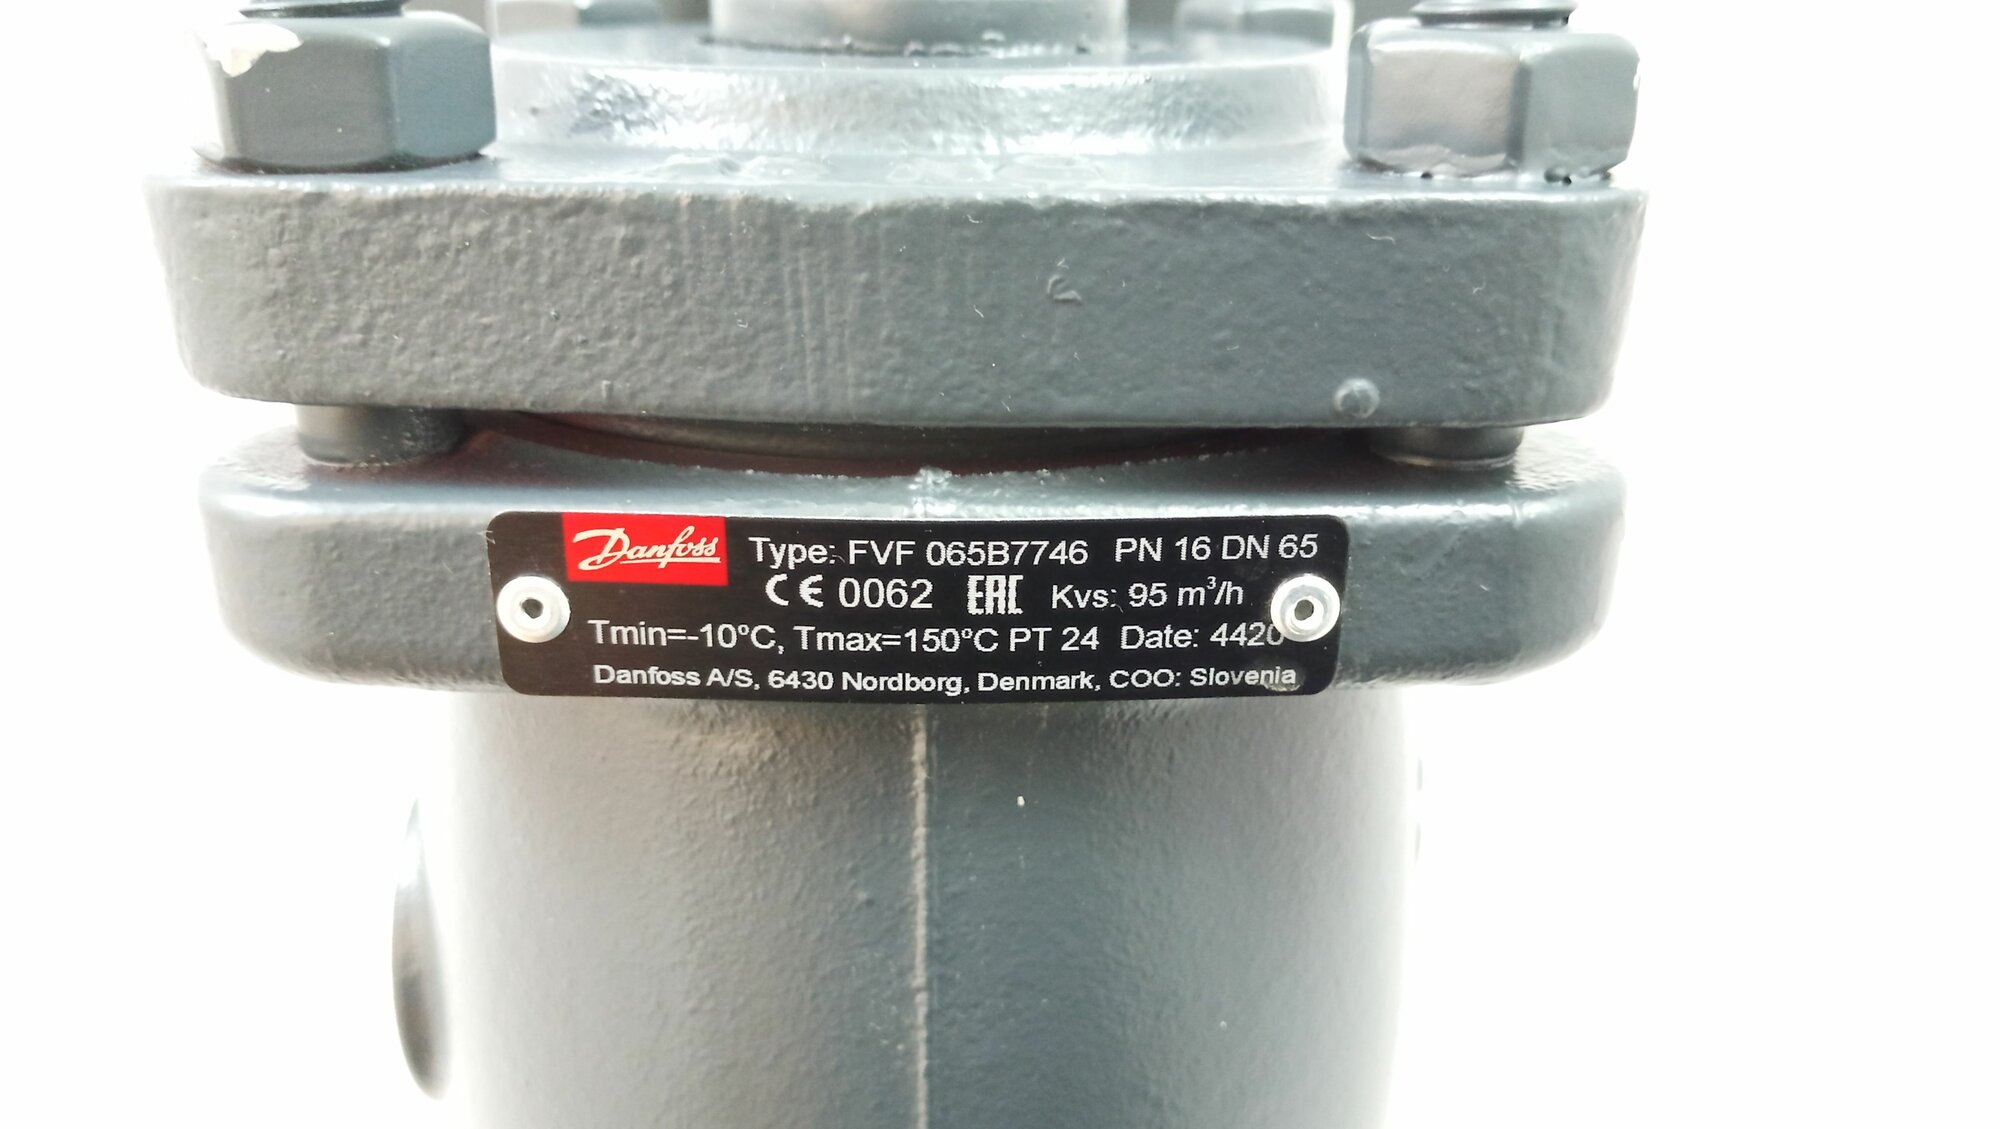 Danfoss Type: FVF 065B7746 PN 16 DN 65
CE 0062 EAC Kvs: 95 m³/h
Tmin=-10°C, Tmax=150°C PT 24 Date: 4420
Danfoss A/S, 6430 Nordborg, Denmark, COO: Slovenia